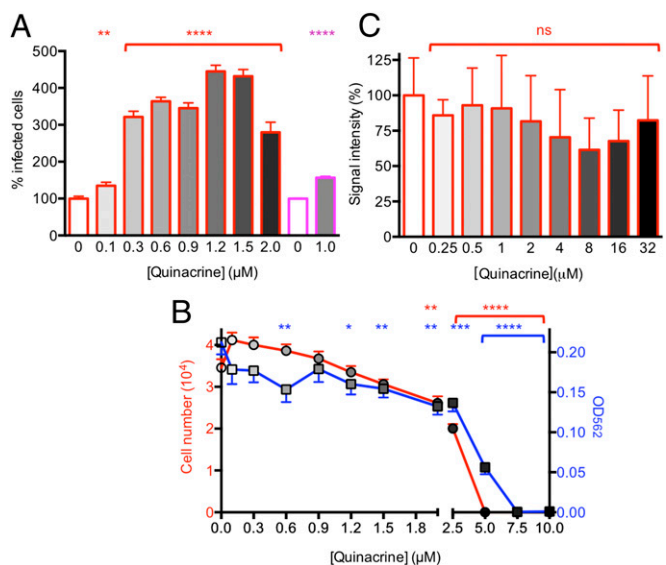 A
** **** ****
500
400
300
200
100
0
% infected cells
0 0.1 0.3 0.6 0.9 1.2 1.5 2.0 0 1.0
[Quinacrine] (µM)
C
ns
125
100
75
50
25
0
Signal intensity (%)
0 0.25 0.5 1 2 4 8 16 32
[Quinacrine](µM)
B
** ****
** * ** ** *** ****
4
3
2
1
0
Cell number (10⁴)
0.20
0.15
0.10
0.05
0.00
OD562
0.0 0.3 0.6 0.9 1.2 1.5 1.8 2.5 5.0 7.5 10.0
[Quinacrine] (µM)